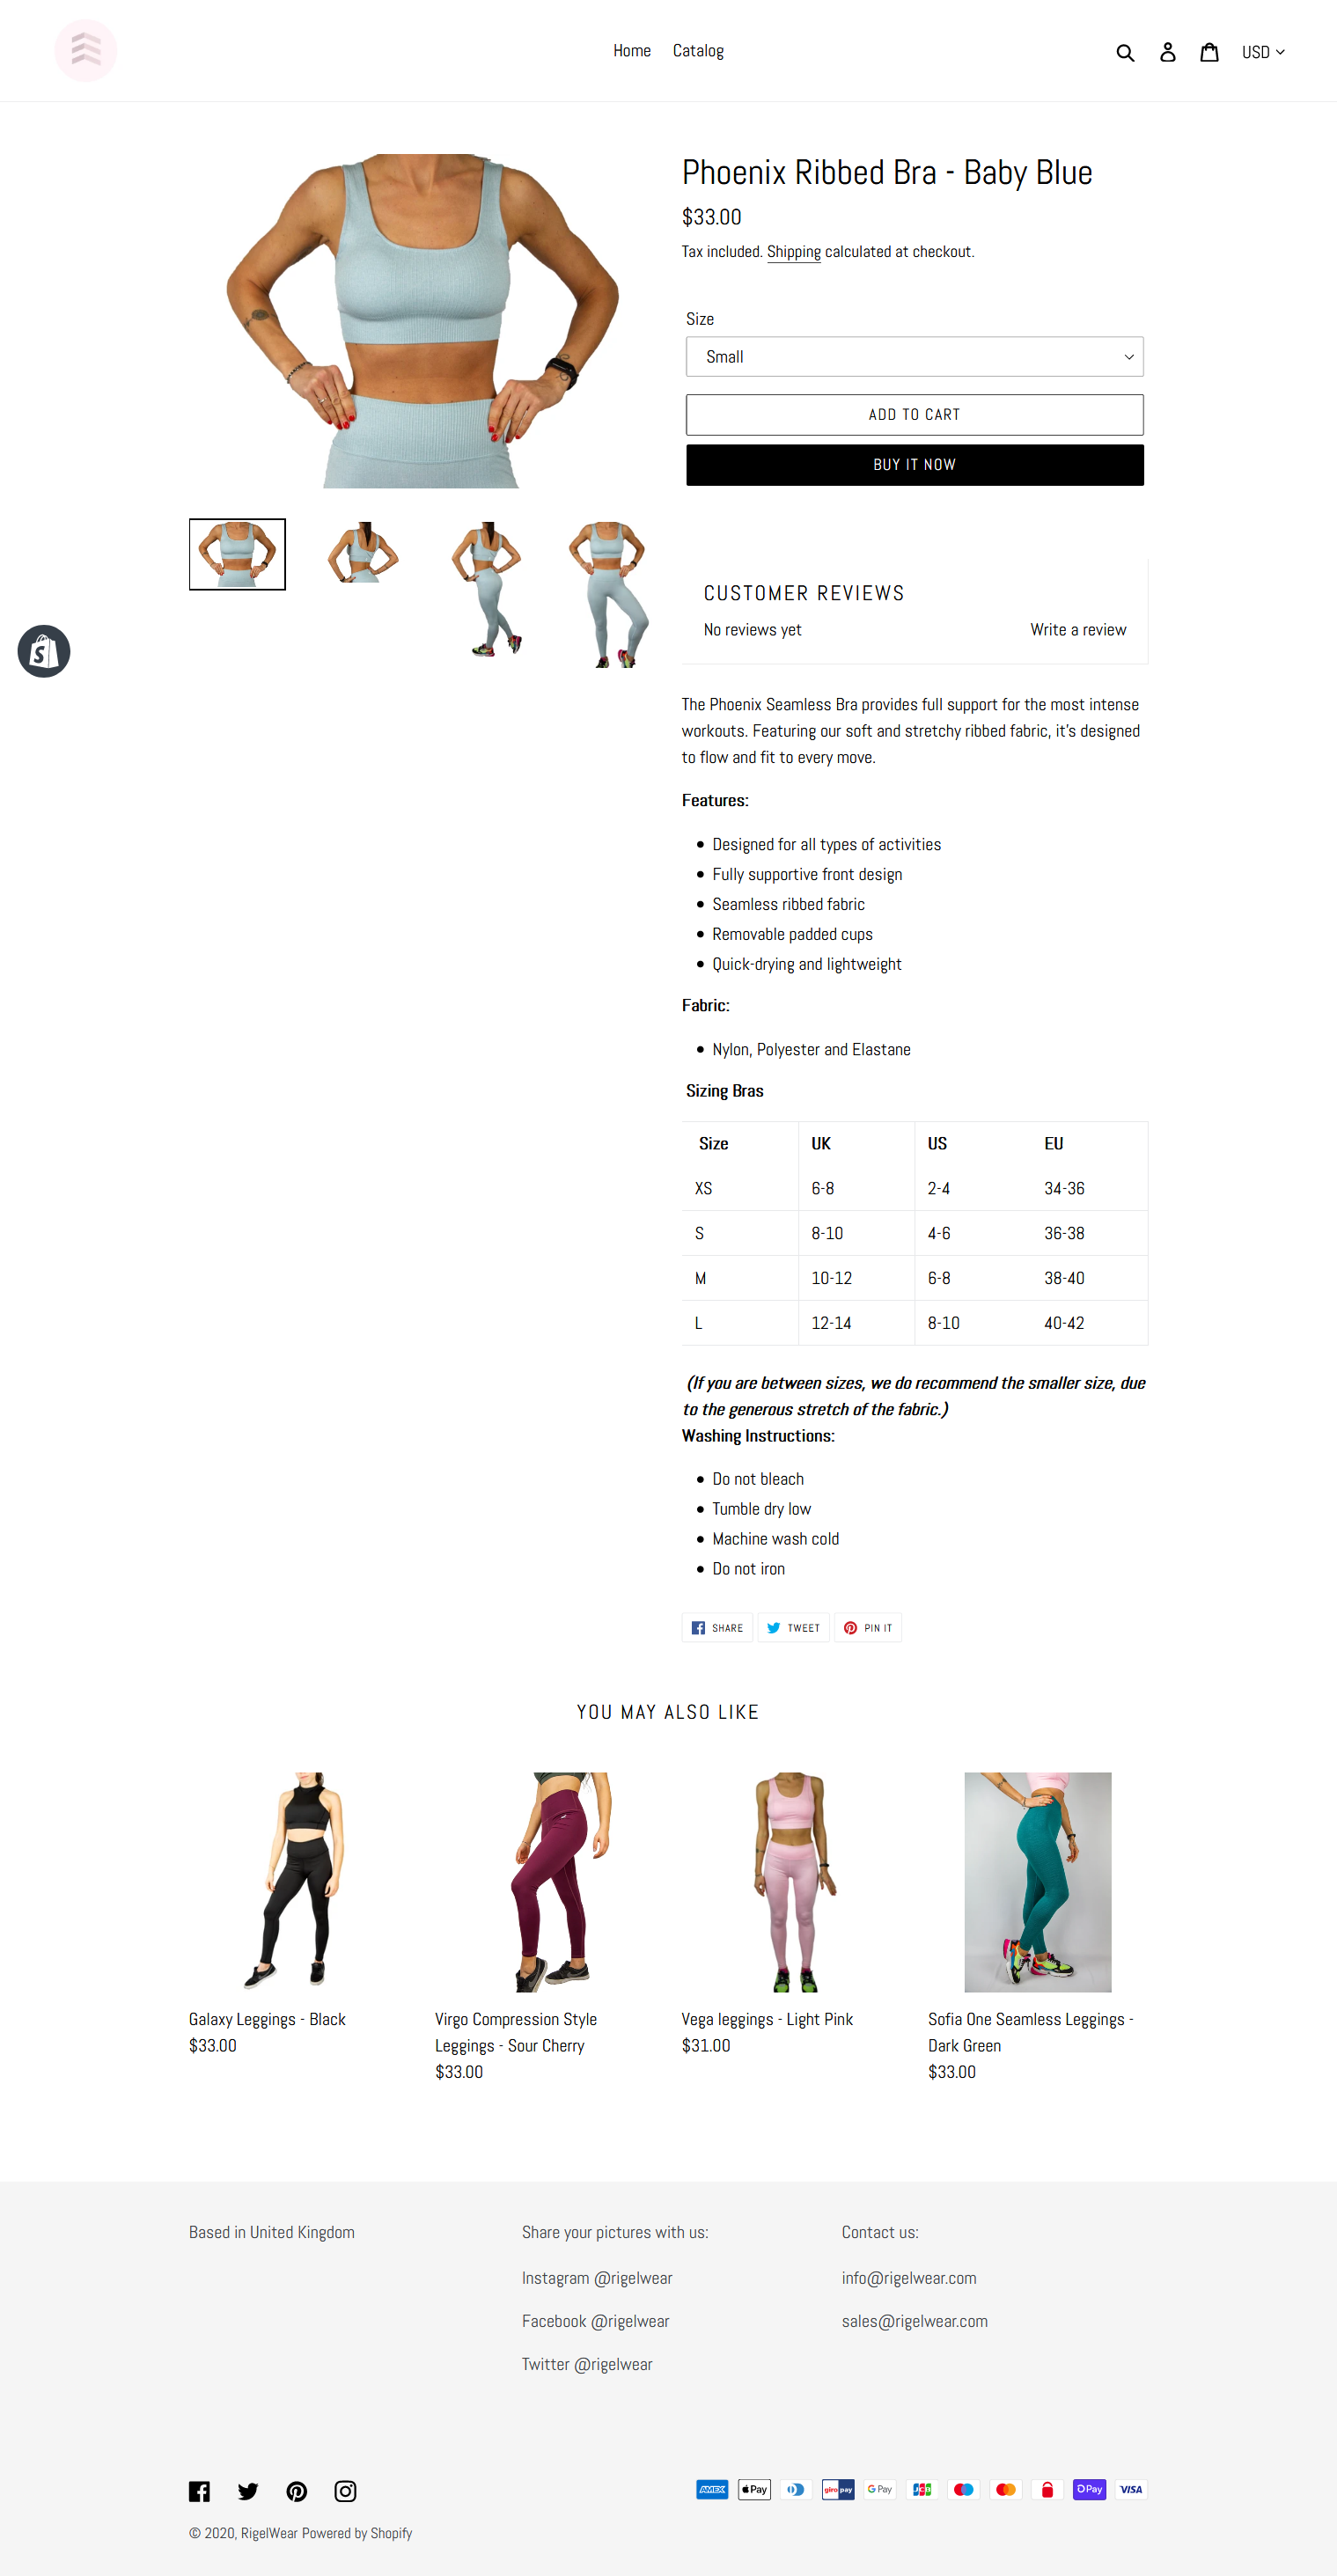 Home Catalog USD
Phoenix Ribbed Bra - Baby Blue
$33.00
Tax included. Shipping calculated at checkout.
Size
Small
ADD TO CART
BUY IT NOW
CUSTOMER REVIEWS
No reviews yet Write a review
The Phoenix Seamless Bra provides full support for the most intense
workouts. Featuring our soft and stretchy ribbed fabric, it's designed
to flow and fit to every move.
Features:
Designed for all types of activities
Fully supportive front design
Seamless ribbed fabric
Removable padded cups
Quick-drying and lightweight
Fabric:
Nylon, Polyester and Elastane
Sizing Bras
Size UK US EU
XS 6-8 2-4 34-36
S 8-10 4-6 36-38
M 10-12 6-8 38-40
L 12-14 8-10 40-42
(If you are between sizes, we do recommend the smaller size, due
to the generous stretch of the fabric.)
Washing Instructions:
Do not bleach
Tumble dry low
Machine wash cold
Do not iron
SHARE TWEET PIN IT
YOU MAY ALSO LIKE
Galaxy Leggings - Black
$33.00
Virgo Compression Style
Leggings - Sour Cherry
$33.00
Vega leggings - Light Pink
$31.00
Sofia One Seamless Leggings -
Dark Green
$33.00
Based in United Kingdom
Share your pictures with us:
Instagram @rigelwear
Facebook @rigelwear
Twitter @rigelwear
Contact us:
info@rigelwear.com
sales@rigelwear.com
AMEX Pay giro pay G Pay JCB Pay VISA
© 2020, RigelWear Powered by Shopify